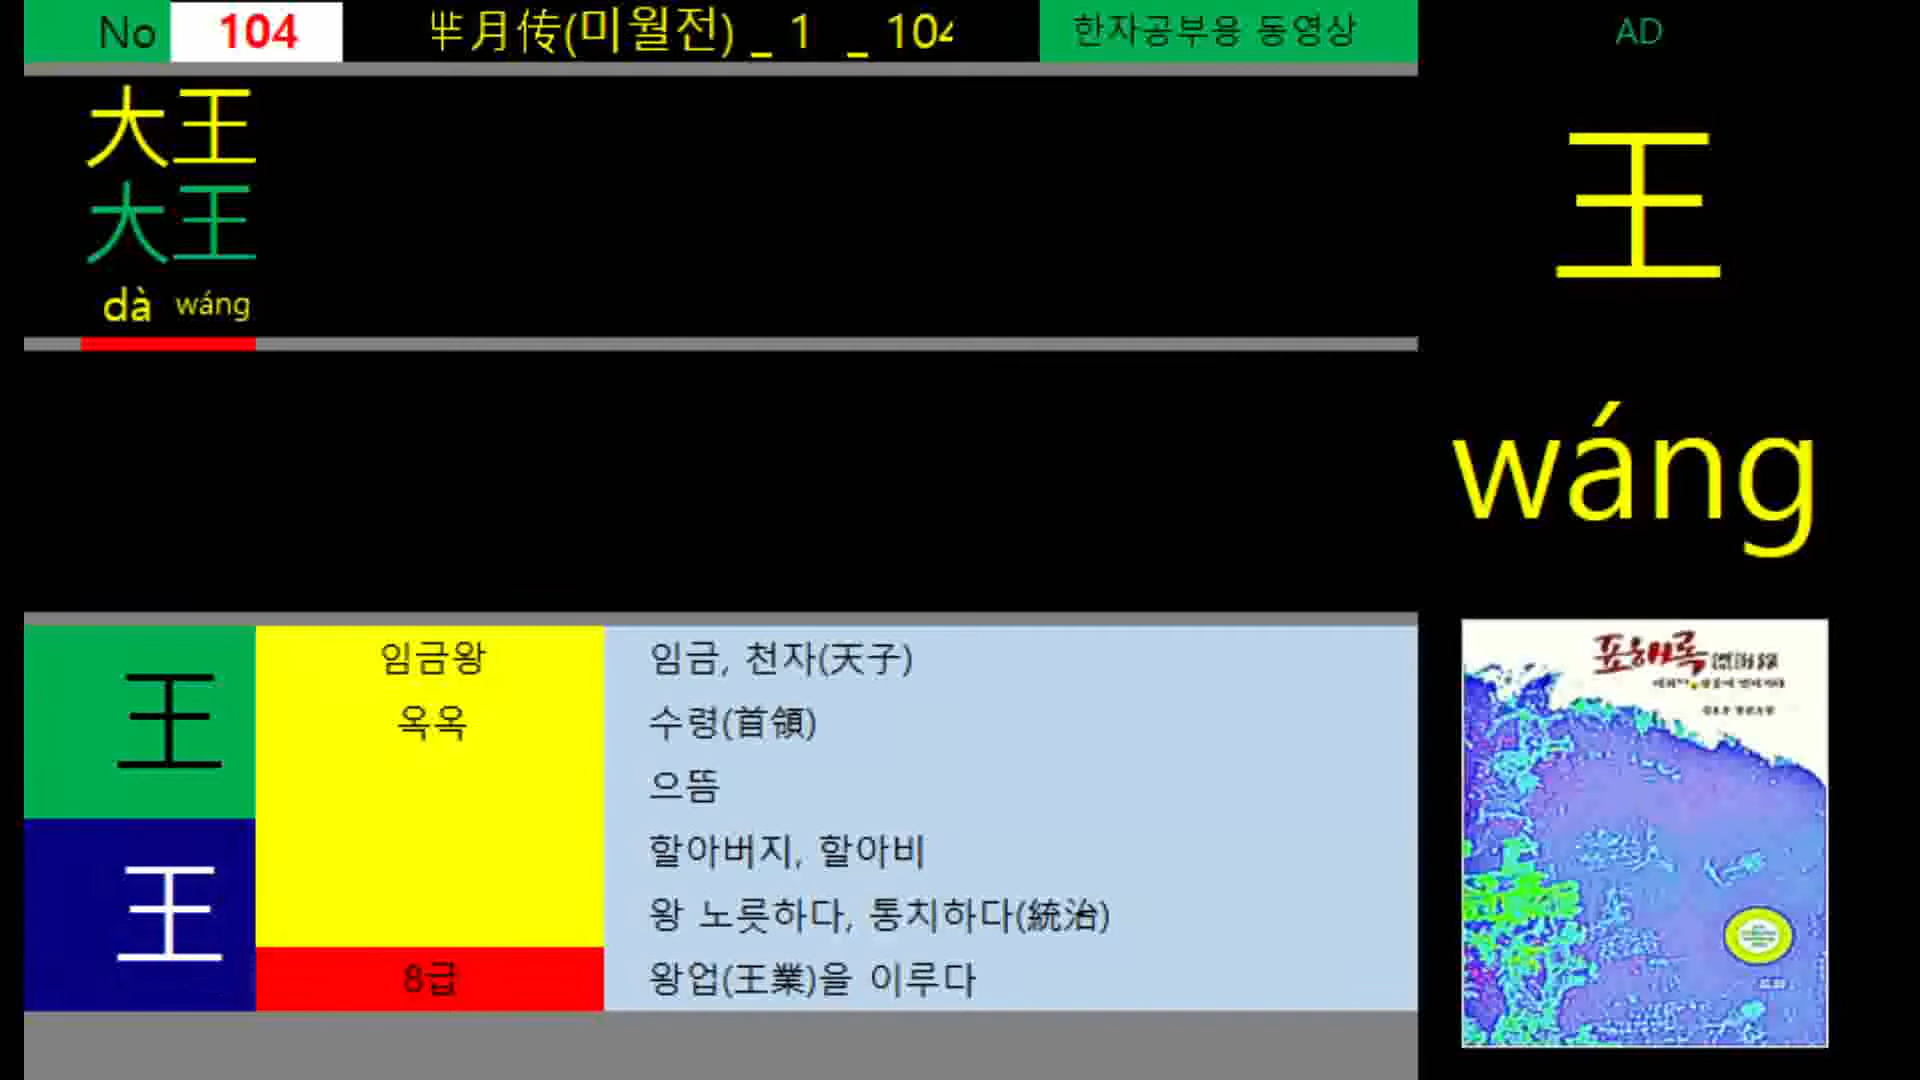 No 104 芈月传(미월전) _ 1 _ 104 한자공부용 동영상 AD
大王
大王
dà wáng
王
wáng
王
王
임금왕
옥옥
8급
임금, 천자(天子)
수령(首領)
으뜸
할아버지, 할아비
왕 노릇하다, 통치하다(統治)
왕업(王業)을 이루다
표해록